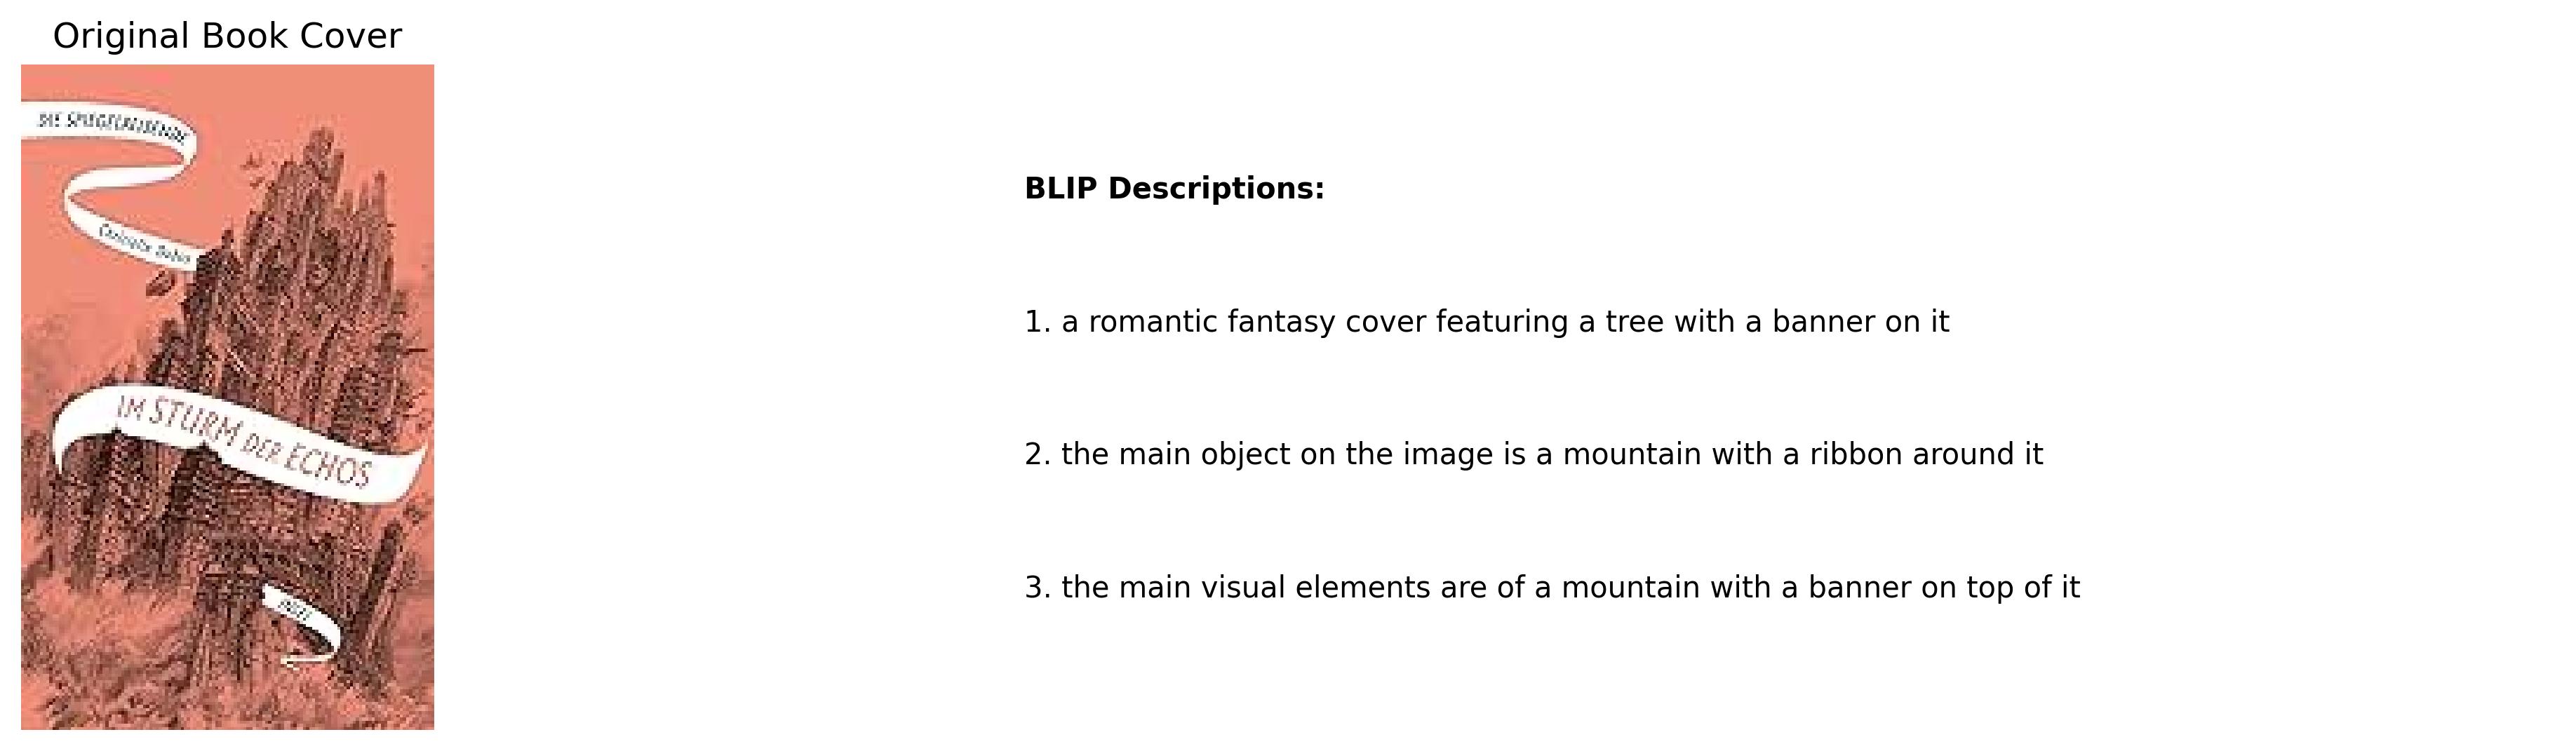 Original Book Cover
DIE SPIEGELREISENDE
Christelle Dabos
IM STURM DER ECHOS
INSEL
BLIP Descriptions:
1. a romantic fantasy cover featuring a tree with a banner on it
2. the main object on the image is a mountain with a ribbon around it
3. the main visual elements are of a mountain with a banner on top of it